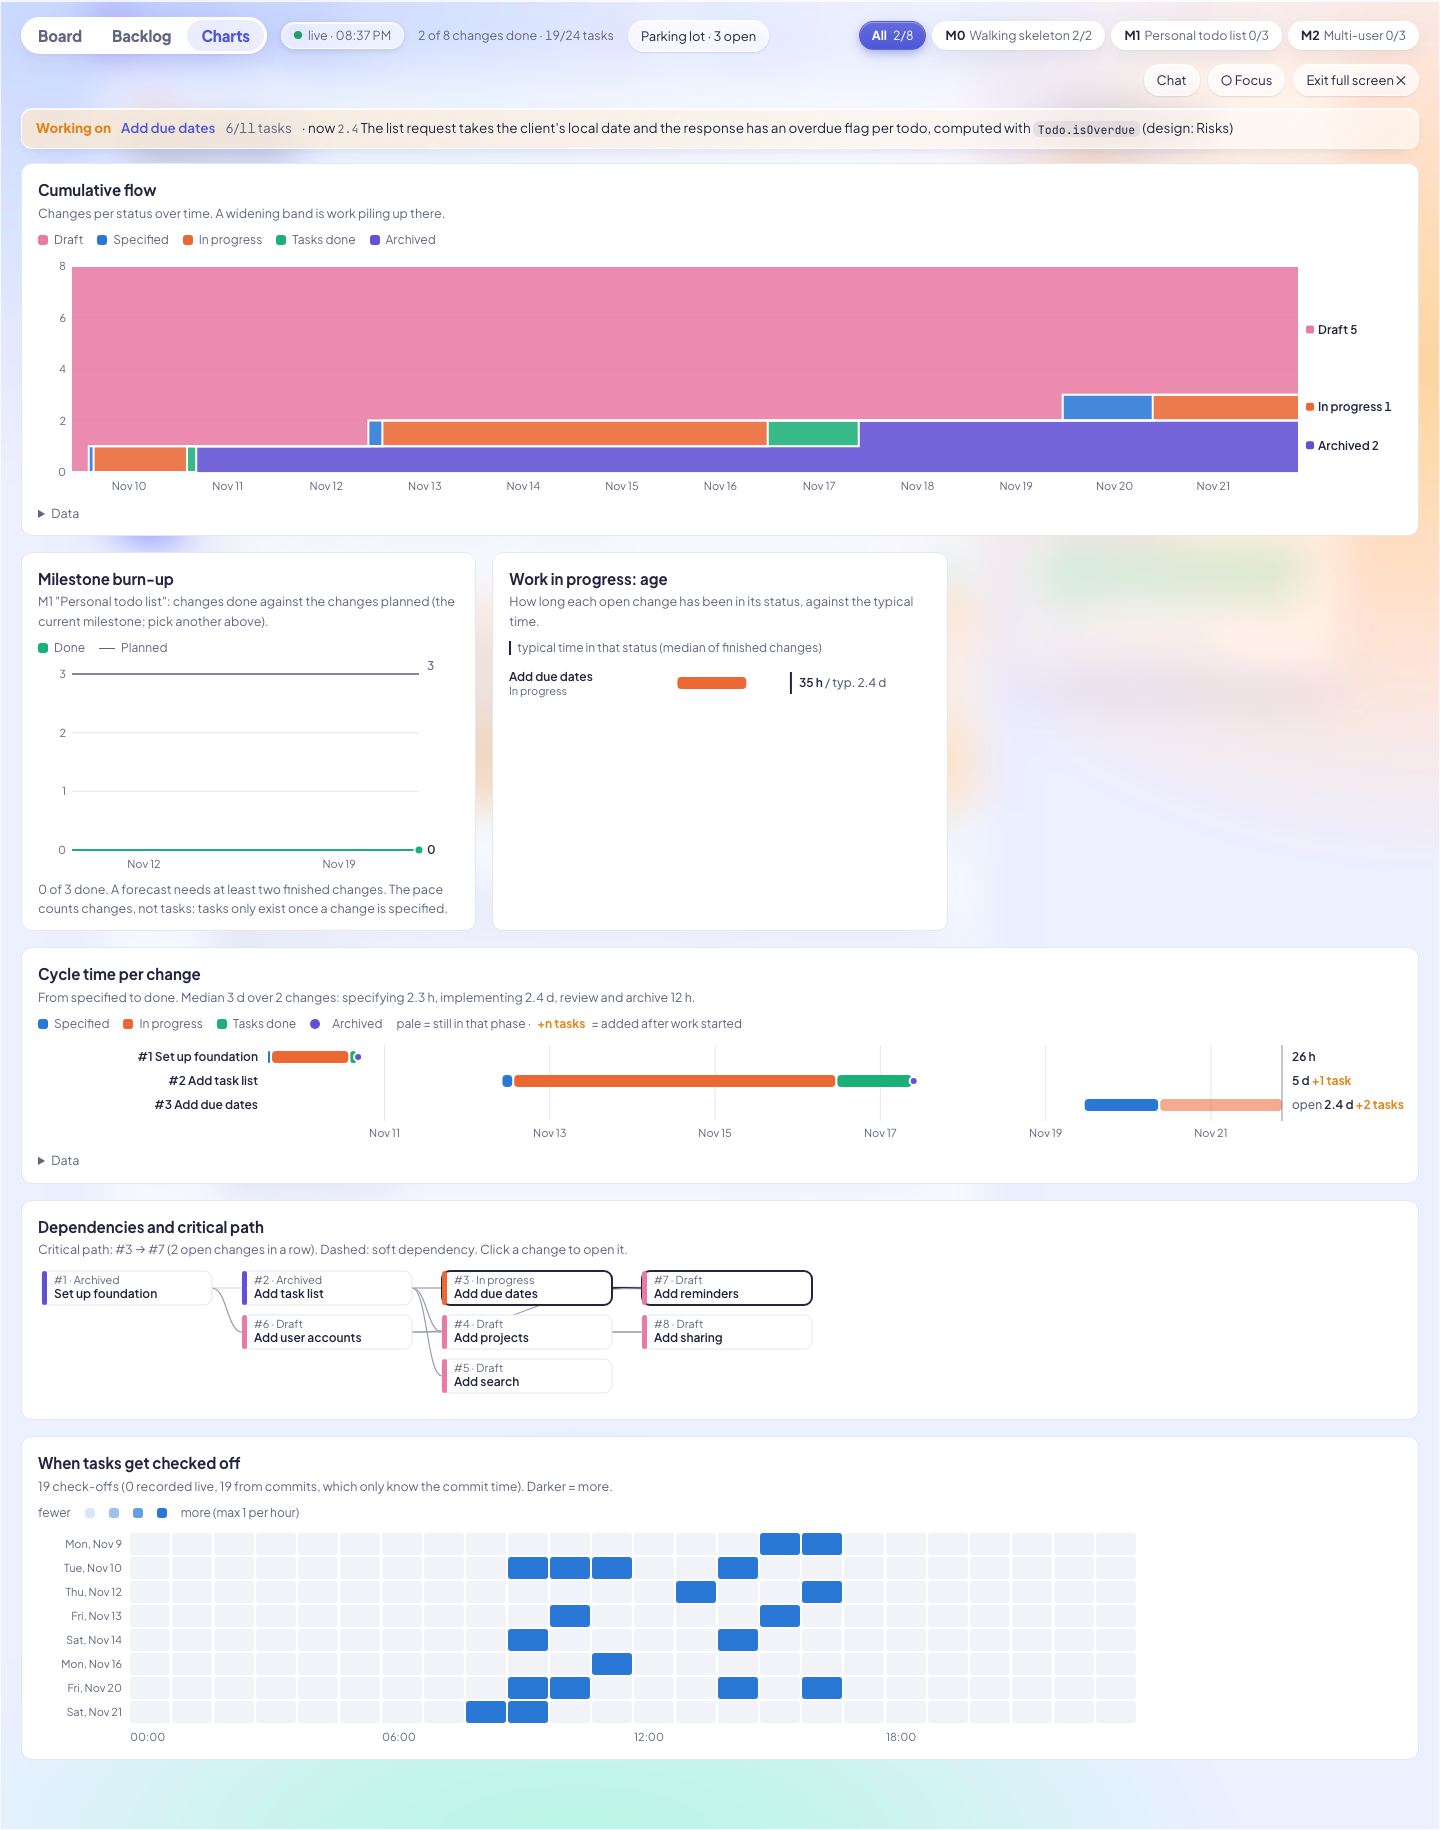 Board Backlog Charts live · 08:37 PM 2 of 8 changes done · 19/24 tasks Parking lot · 3 open All 2/8 M0 Walking skeleton 2/2 M1 Personal todo list 0/3 M2 Multi-user 0/3
Chat Focus Exit full screen ✕
Working on Add due dates 6/11 tasks · now 2.4 The list request takes the client's local date and the response has an overdue flag per todo, computed with Todo.isOverdue (design: Risks)
Cumulative flow
Changes per status over time. A widening band is work piling up there.
Draft Specified In progress Tasks done Archived
8
6
Draft 5
4
In progress 1
2
Archived 2
0
Nov 10 Nov 11 Nov 12 Nov 13 Nov 14 Nov 15 Nov 16 Nov 17 Nov 18 Nov 19 Nov 20 Nov 21
▶ Data
Milestone burn-up
M1 "Personal todo list": changes done against the changes planned (the
current milestone; pick another above).
Done Planned
3
3
2
1
0
0
Nov 12 Nov 19
0 of 3 done. A forecast needs at least two finished changes. The pace
counts changes, not tasks: tasks only exist once a change is specified.
Work in progress: age
How long each open change has been in its status, against the typical
time.
typical time in that status (median of finished changes)
Add due dates
In progress
35 h / typ. 2.4 d
Cycle time per change
From specified to done. Median 3 d over 2 changes: specifying 2.3 h, implementing 2.4 d, review and archive 12 h.
Specified In progress Tasks done Archived pale = still in that phase · +n tasks = added after work started
#1 Set up foundation 26 h
#2 Add task list 5 d +1 task
#3 Add due dates open 2.4 d +2 tasks
Nov 11 Nov 13 Nov 15 Nov 17 Nov 19 Nov 21
▶ Data
Dependencies and critical path
Critical path: #3 → #7 (2 open changes in a row). Dashed: soft dependency. Click a change to open it.
#1 · Archived
Set up foundation
#2 · Archived
Add task list
#3 · In progress
Add due dates
#7 · Draft
Add reminders
#6 · Draft
Add user accounts
#4 · Draft
Add projects
#8 · Draft
Add sharing
#5 · Draft
Add search
When tasks get checked off
19 check-offs (0 recorded live, 19 from commits, which only know the commit time). Darker = more.
fewer more (max 1 per hour)
Mon, Nov 9
Tue, Nov 10
Thu, Nov 12
Fri, Nov 13
Sat, Nov 14
Mon, Nov 16
Fri, Nov 20
Sat, Nov 21
00:00 06:00 12:00 18:00